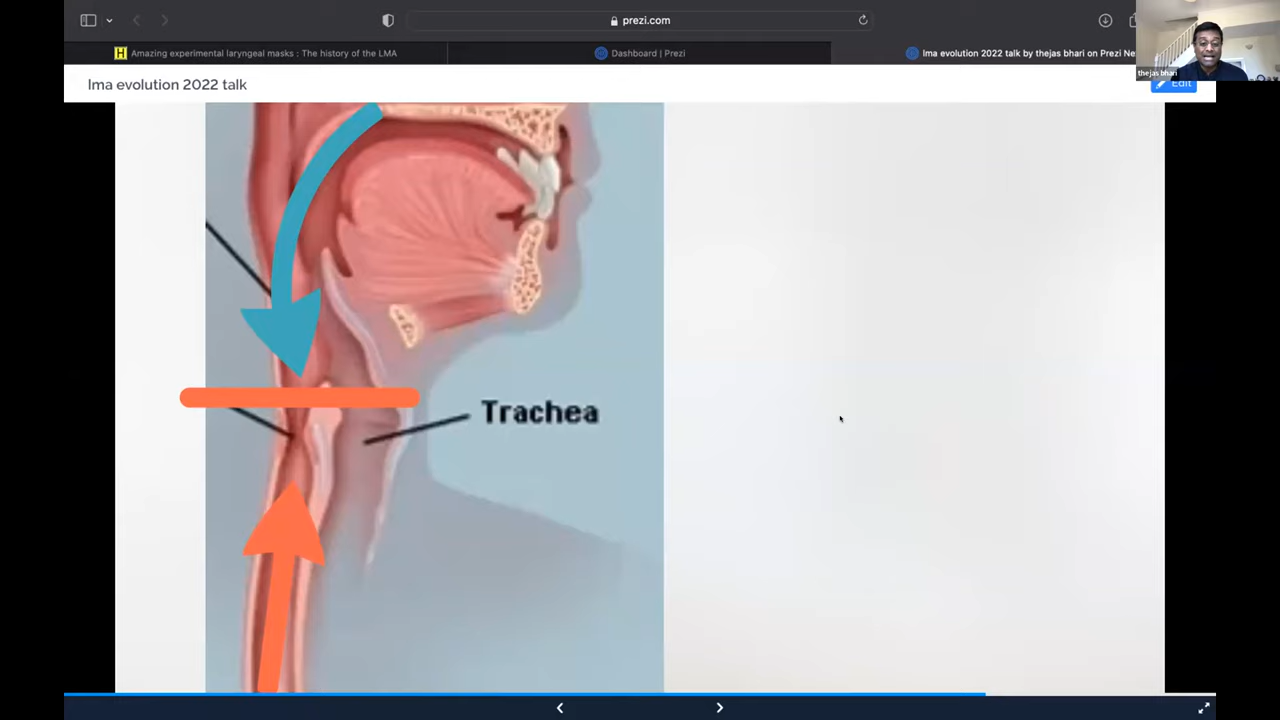 prezi.com
Amazing experimental laryngeal masks : The history of the LMA
Dashboard | Prezi
lma evolution 2022 talk by thejas bhari on Prezi Ne
thejas bhari
lma evolution 2022 talk
Edit
Trachea